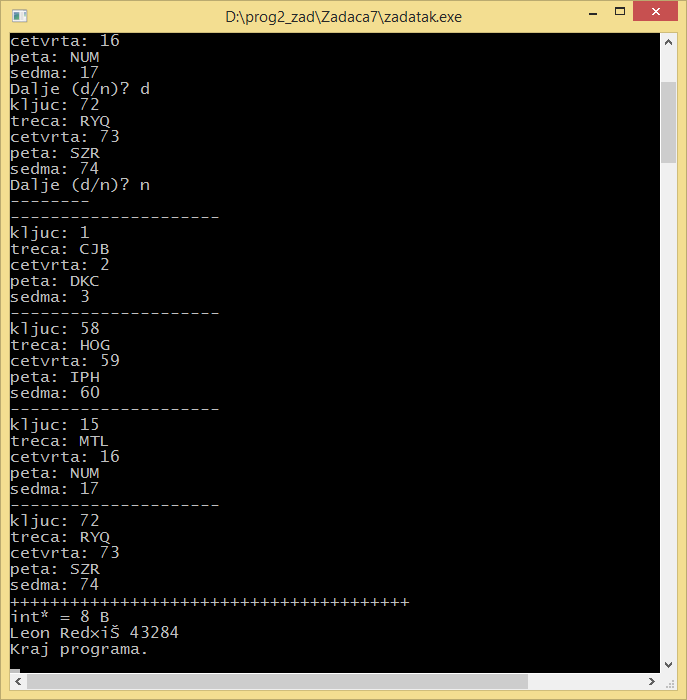 D:\prog2_zad\Zadaca7\zadatak.exe
cetvrta: 16
peta: NUM
sedma: 17
Dalje (d/n)? d
kljuc: 72
treca: RYQ
cetvrta: 73
peta: SZR
sedma: 74
Dalje (d/n)? n
--------
---------------------
kljuc: 1
treca: CJB
cetvrta: 2
peta: DKC
sedma: 3
---------------------
kljuc: 58
treca: HOG
cetvrta: 59
peta: IPH
sedma: 60
---------------------
kljuc: 15
treca: MTL
cetvrta: 16
peta: NUM
sedma: 17
---------------------
kljuc: 72
treca: RYQ
cetvrta: 73
peta: SZR
sedma: 74
++++++++++++++++++++++++++++++++++++++++
int* = 8 B
Leon Red×iŠ 43284
Kraj programa.